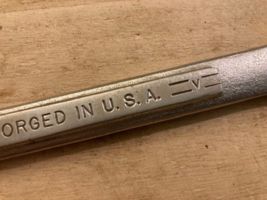 ORGED IN U.S.A. =V=